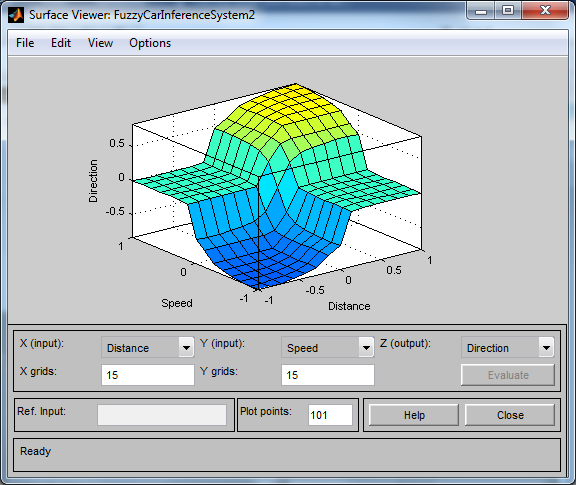 Surface Viewer: FuzzyCarInferenceSystem2
File Edit View Options
0.5
0
-0.5
Direction
1
0
-1
Speed
-1
-0.5
0
0.5
1
Distance
X (input): Distance Y (input): Speed Z (output): Direction
X grids: 15 Y grids: 15 Evaluate
Ref. Input: Plot points: 101 Help Close
Ready